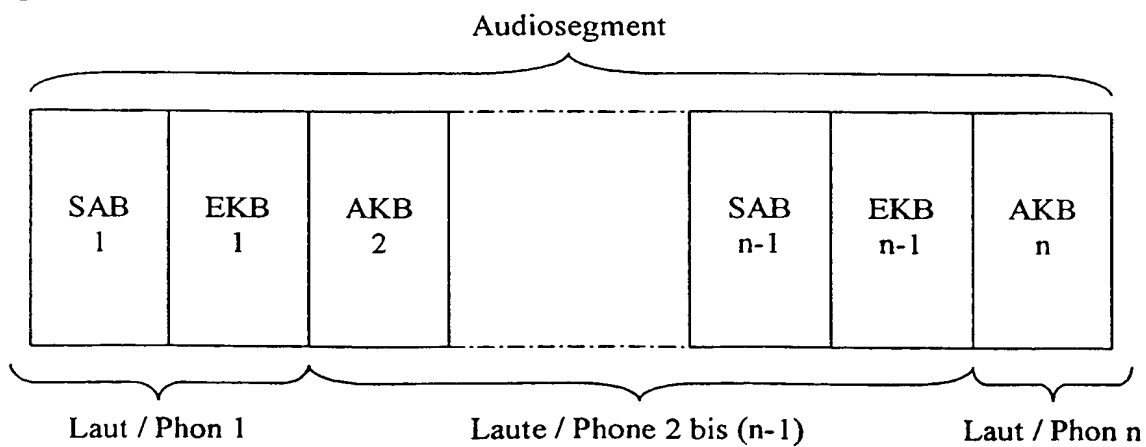 Audiosegment
SAB EKB AKB SAB EKB AKB
1 1 2 n-1 n-1 n
Laut / Phon 1 Laute / Phone 2 bis (n-1) Laut / Phon n